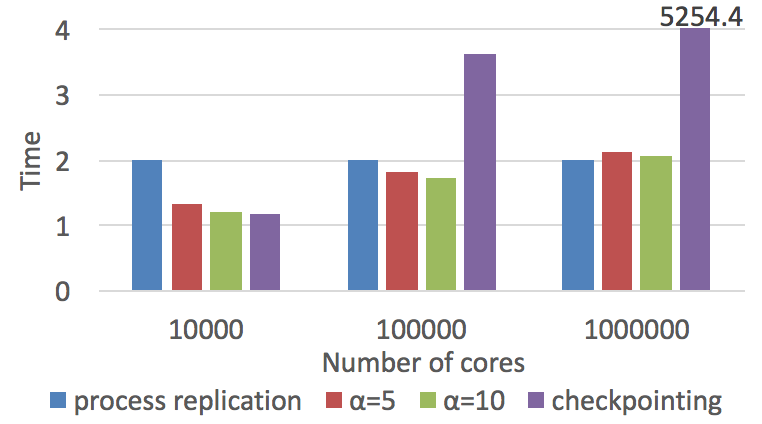 5254.4
4
3
2
1
0
Time
10000 100000 1000000
Number of cores
process replication α=5 α=10 checkpointing